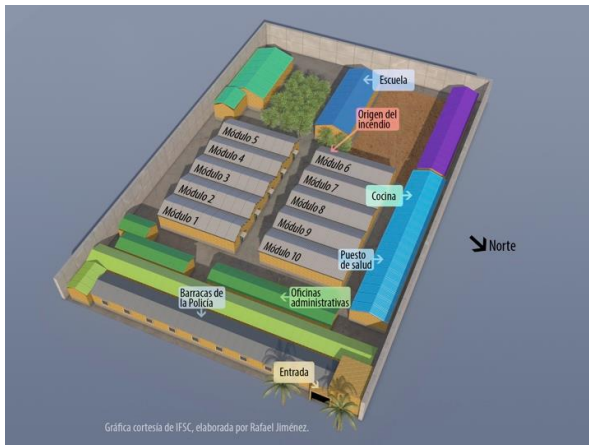 Escuela
Origen del
incendio
Módulo 5
Módulo 4
Módulo 3
Módulo 2
Módulo 1
Módulo 6
Módulo 7
Módulo 8
Módulo 9
Módulo 10
Cocina
Puesto
de salud
Norte
Barracas de
la Policía
Oficinas
administrativas
Entrada
Gráfica cortesía de IFSC, elaborada por Rafael Jiménez.